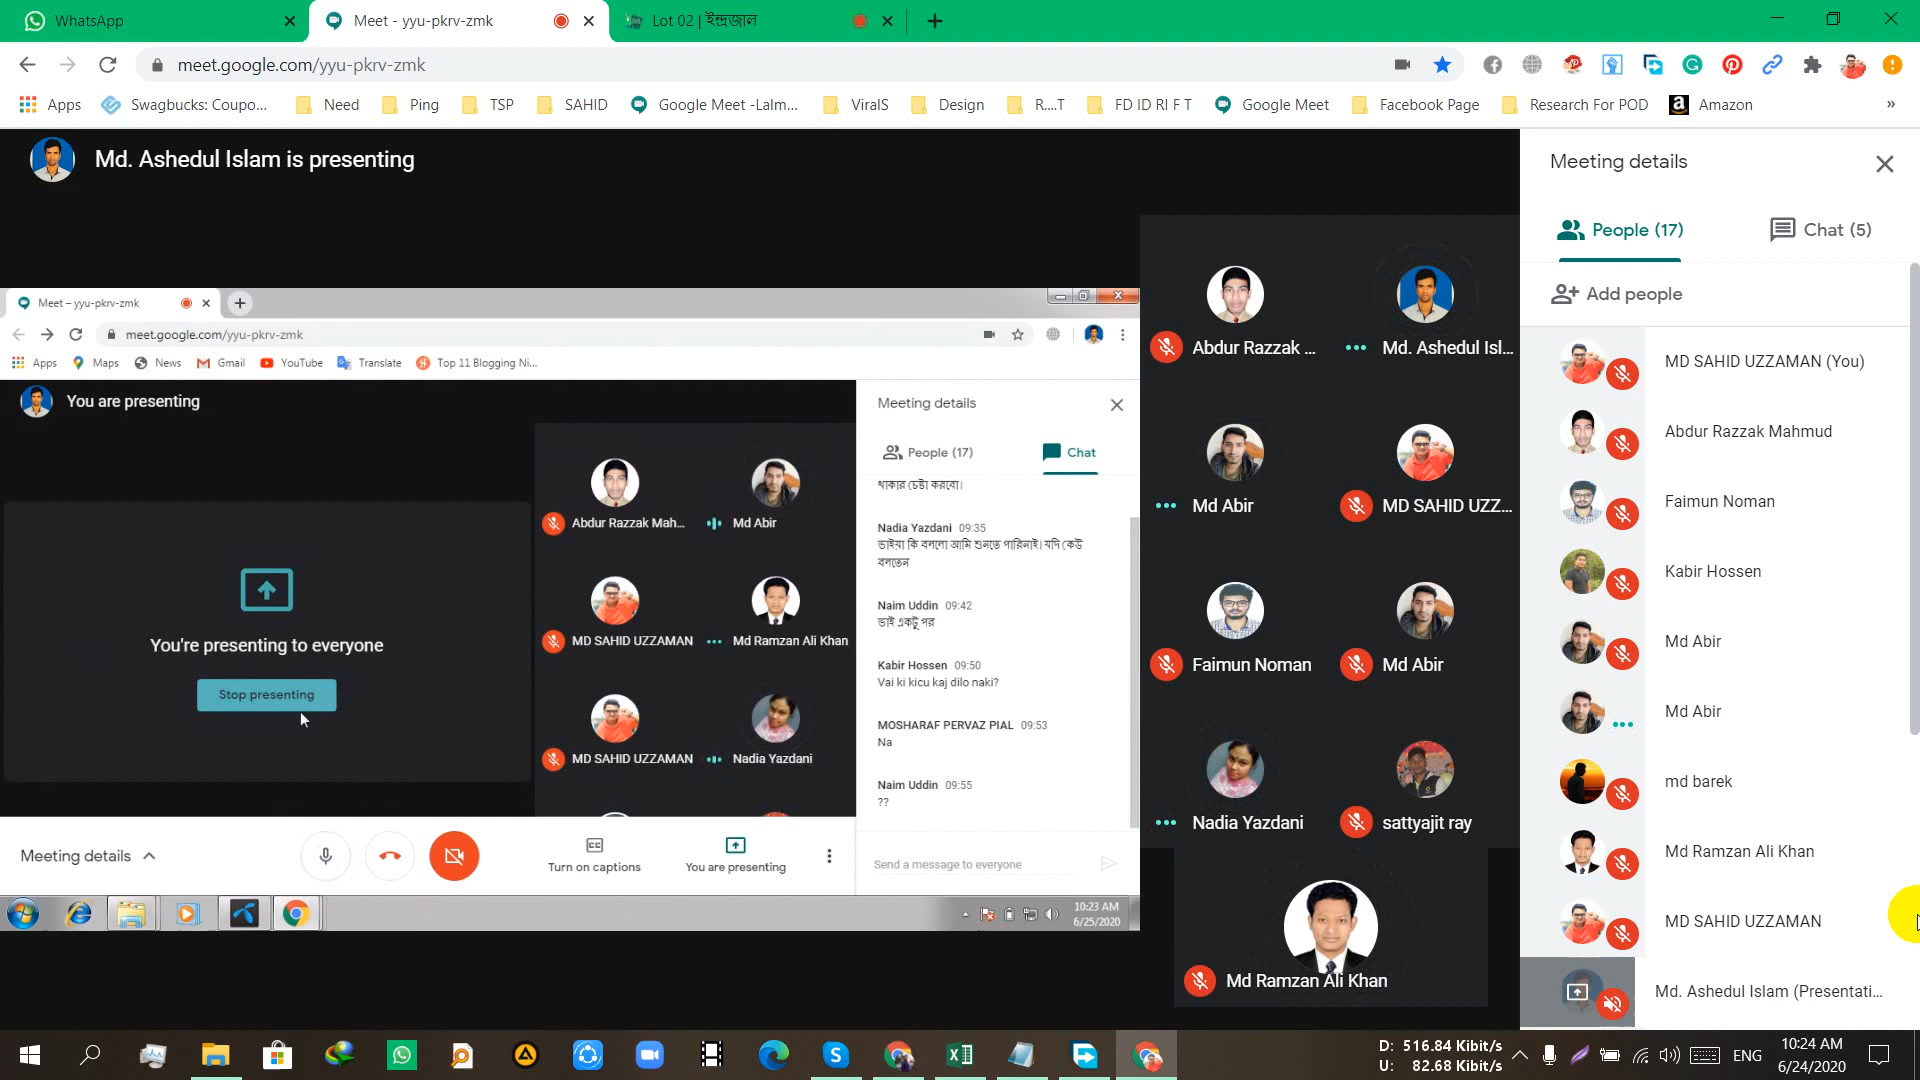 WhatsApp
Meet - yyu-pkrv-zmk
Lot 02 | ইন্দ্রজাল
meet.google.com/yyu-pkrv-zmk
Apps
Swagbucks: Coupo...
Need
Ping
TSP
SAHID
Google Meet -Lalm...
ViralS
Design
R....T
FD ID RI F T
Google Meet
Facebook Page
Research For POD
Amazon
Md. Ashedul Islam is presenting
Meet – yyu-pkrv-zmk
meet.google.com/yyu-pkrv-zmk
Apps
Maps
News
Gmail
YouTube
Translate
Top 11 Blogging Ni...
You are presenting
You're presenting to everyone
Stop presenting
Abdur Razzak Mah...
Md Abir
MD SAHID UZZAMAN
Md Ramzan Ali Khan
MD SAHID UZZAMAN
Nadia Yazdani
Meeting details
People (17)
Chat
থাকার চেষ্টা করবো।
Nadia Yazdani 09:35
ভাইয়া কি বললো আমি শুনতে পারিনাই। যদি কেউ
বলতেন
Naim Uddin 09:42
ভাই একটু পর
Kabir Hossen 09:50
Vai ki kicu kaj dilo naki?
MOSHARAF PERVAZ PIAL 09:53
Na
Naim Uddin 09:55
??
Send a message to everyone
Meeting details
Turn on captions
You are presenting
10:23 AM
6/25/2020
Abdur Razzak ...
Md. Ashedul Isl...
Md Abir
MD SAHID UZZ...
Faimun Noman
Md Abir
Nadia Yazdani
sattyajit ray
Md Ramzan Ali Khan
Meeting details
People (17)
Chat (5)
Add people
MD SAHID UZZAMAN (You)
Abdur Razzak Mahmud
Faimun Noman
Kabir Hossen
Md Abir
Md Abir
md barek
Md Ramzan Ali Khan
MD SAHID UZZAMAN
Md. Ashedul Islam (Presentati...
D: 516.84 Kibit/s
U: 82.68 Kibit/s
ENG
10:24 AM
6/24/2020